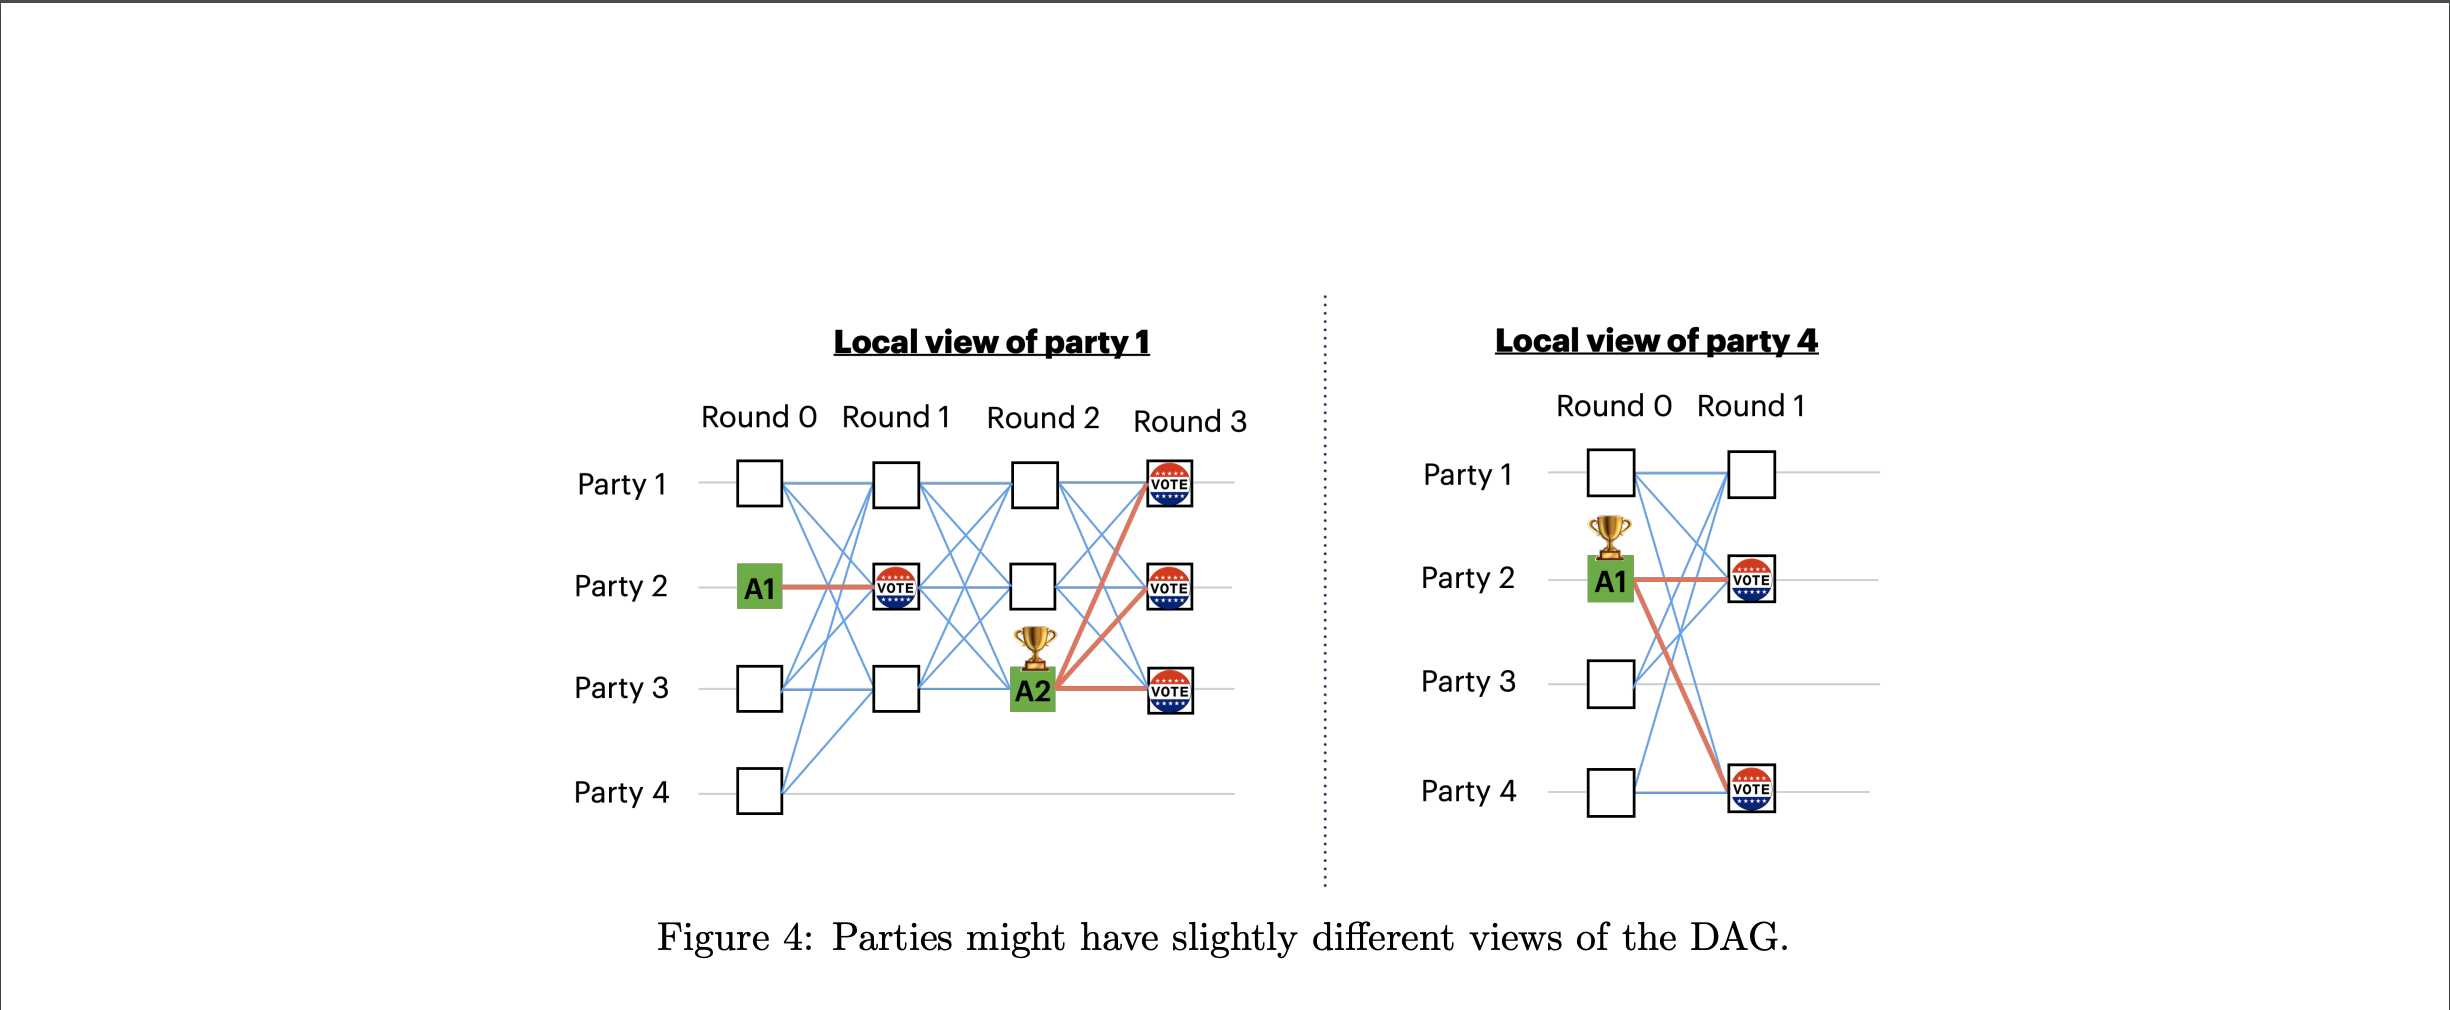 Local view of party 1
Round 0 Round 1 Round 2 Round 3
Party 1 VOTE
Party 2 A1 VOTE VOTE
Party 3 A2 VOTE
Party 4
Local view of party 4
Round 0 Round 1
Party 1
Party 2 A1 VOTE
Party 3
Party 4 VOTE
Figure 4: Parties might have slightly different views of the DAG.